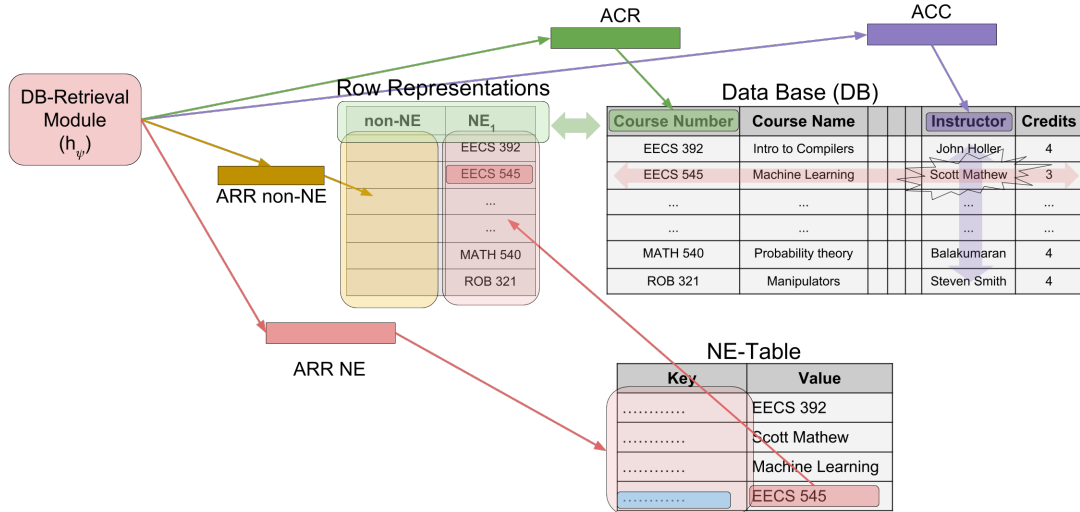 ACR
ACC
DB-Retrieval
Module
(hψ)
Row Representations
non-NE NE1
EECS 392
EECS 545
...
...
MATH 540
ROB 321
Data Base (DB)
Course Number Course Name Instructor Credits
EECS 392 Intro to Compilers John Holler 4
EECS 545 Machine Learning Scott Mathew 3
... ... ... ...
... ... ... ...
MATH 540 Probability theory Balakumaran 4
ROB 321 Manipulators Steven Smith 4
ARR non-NE
ARR NE
NE-Table
Key Value
............ EECS 392
............ Scott Mathew
............ Machine Learning
............ EECS 545